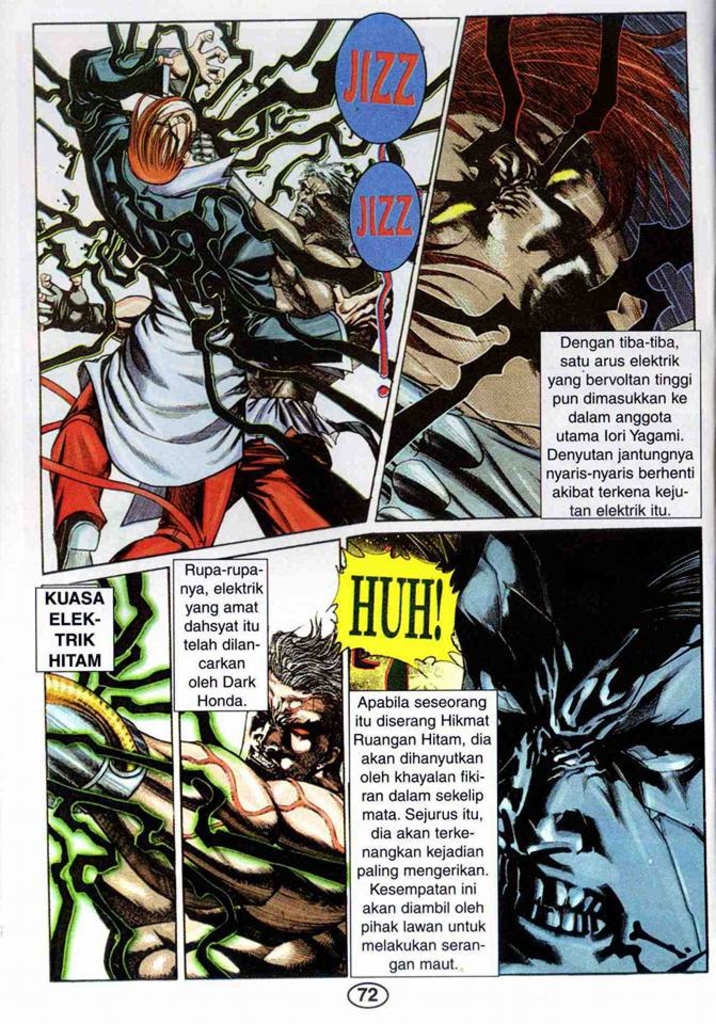 JIZZ
JIZZ
Dengan tiba-tiba,
satu arus elektrik
yang bervoltan tinggi
pun dimasukkan ke
dalam anggota
utama Iori Yagami.
Denyutan jantungnya
nyaris-nyaris berhenti
akibat terkena keju-
tan elektrik itu.
KUASA
ELEK-
TRIK
HITAM
Rupa-rupa-
nya, elektrik
yang amat
dahsyat itu
telah dilan-
carkan
oleh Dark
Honda.
HUH!
Apabila seseorang
itu diserang Hikmat
Ruangan Hitam, dia
akan dihanyutkan
oleh khayalan fiki-
ran dalam sekelip
mata. Sejurus itu,
dia akan terke-
nangkan kejadian
paling mengerikan.
Kesempatan ini
akan diambil oleh
pihak lawan untuk
melakukan seran-
gan maut.
72